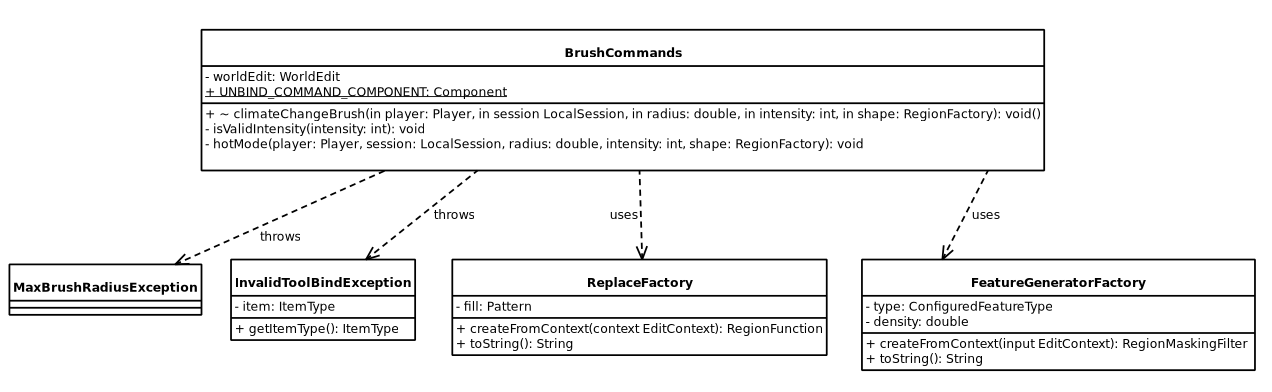 BrushCommands
- worldEdit: WorldEdit
+ UNBIND_COMMAND_COMPONENT: Component
+ ~ climateChangeBrush(in player: Player, in session LocalSession, in radius: double, in intensity: int, in shape: RegionFactory): void()
- isValidIntensity(intensity: int): void
- hotMode(player: Player, session: LocalSession, radius: double, intensity: int, shape: RegionFactory): void
throws
throws
uses
uses
MaxBrushRadiusException
InvalidToolBindException
- item: ItemType
+ getItemType(): ItemType
ReplaceFactory
- fill: Pattern
+ createFromContext(context EditContext): RegionFunction
+ toString(): String
FeatureGeneratorFactory
- type: ConfiguredFeatureType
- density: double
+ createFromContext(input EditContext): RegionMaskingFilter
+ toString(): String